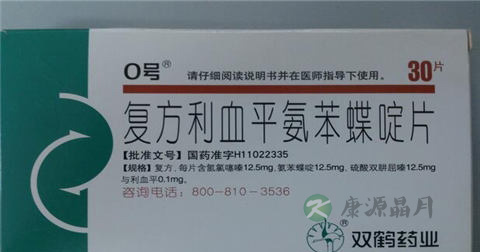 0号®
请仔细阅读说明书并在医师指导下使用。
30片
复方利血平氨苯蝶啶片
【批准文号】国药准字H11022335
【规格】复方，每片含氢氯噻嗪12.5mg,氨苯蝶啶12.5mg,硫酸双肼屈嗪12.5mg
与利血平0.1mg。
咨询电话：800-810-3536
康源晶月
双鹤药业